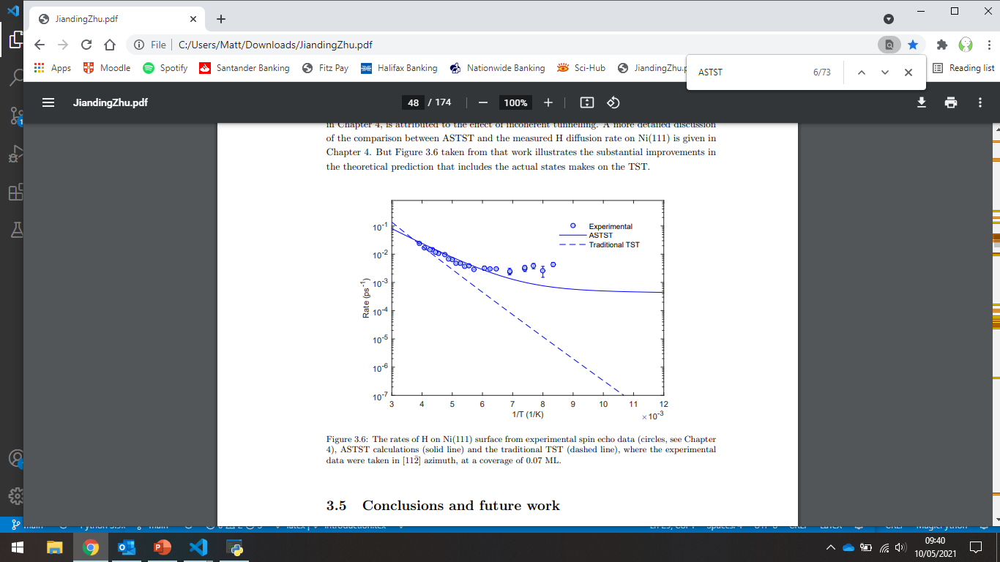 JiandingZhu.pdf
File C:/Users/Matt/Downloads/JiandingZhu.pdf
Apps Moodle Spotify Santander Banking Fitz Pay Halifax Banking Nationwide Banking Sci-Hub JiandingZhu.p Reading list
ASTST 6/73
JiandingZhu.pdf 48 / 174 100%
in Chapter 4, is attributed to the effect of incoherent tunnelling. A more detailed discussion
of the comparison between ASTST and the measured H diffusion rate on Ni(111) is given in
Chapter 4. But Figure 3.6 taken from that work illustrates the substantial improvements in
the theoretical prediction that includes the actual states makes on the TST.
10⁻¹
10⁻²
10⁻³
10⁻⁴
10⁻⁵
10⁻⁶
10⁻⁷
Rate (ps⁻¹)
Experimental
ASTST
Traditional TST
3 4 5 6 7 8 9 10 11 12
1/T (1/K)
×10⁻³
Figure 3.6: The rates of H on Ni(111) surface from experimental spin echo data (circles, see Chapter
4), ASTST calculations (solid line) and the traditional TST (dashed line), where the experimental
data were taken in [112̄] azimuth, at a coverage of 0.07 ML.
3.5 Conclusions and future work
09:40
10/05/2021